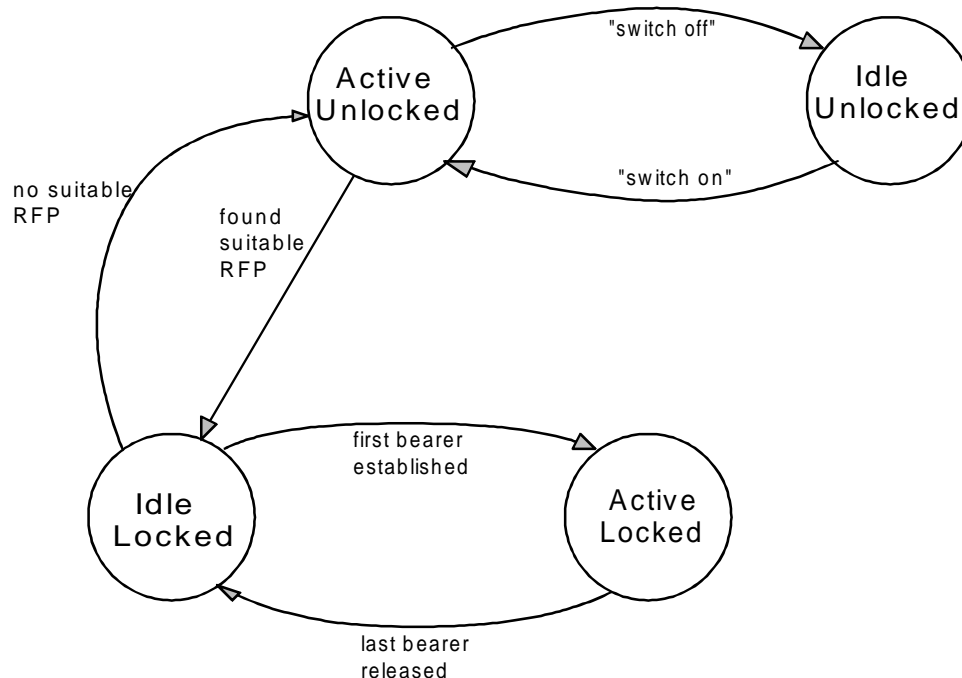 "switch off"
Active
Unlocked
Idle
Unlocked
"switch on"
no suitable
RFP
found
suitable
RFP
first bearer
established
Idle
Locked
Active
Locked
last bearer
released